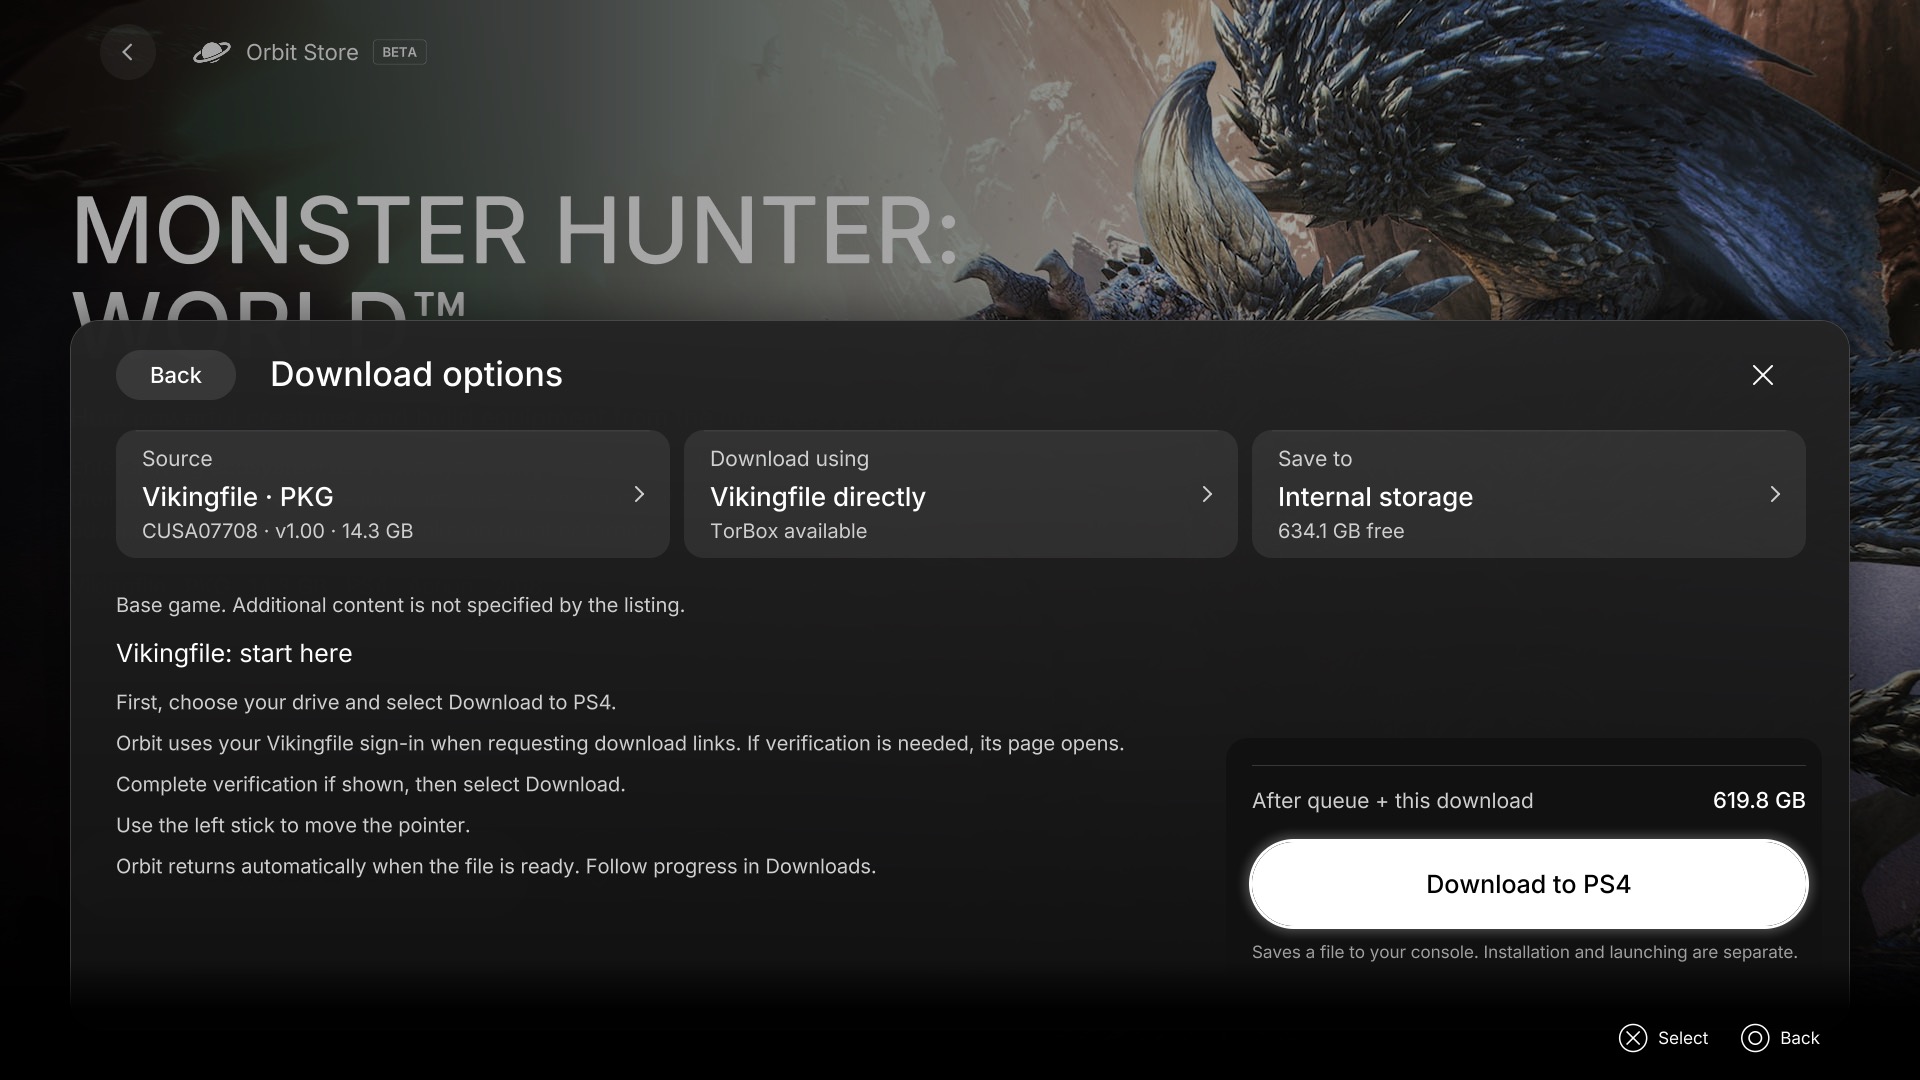 Orbit Store BETA
MONSTER HUNTER:
WORLD™
Back
Download options
Source
Vikingfile · PKG
CUSA07708 · v1.00 · 14.3 GB
Download using
Vikingfile directly
TorBox available
Save to
Internal storage
634.1 GB free
Base game. Additional content is not specified by the listing.
Vikingfile: start here
First, choose your drive and select Download to PS4.
Orbit uses your Vikingfile sign-in when requesting download links. If verification is needed, its page opens.
Complete verification if shown, then select Download.
Use the left stick to move the pointer.
Orbit returns automatically when the file is ready. Follow progress in Downloads.
After queue + this download 619.8 GB
Download to PS4
Saves a file to your console. Installation and launching are separate.
Select Back